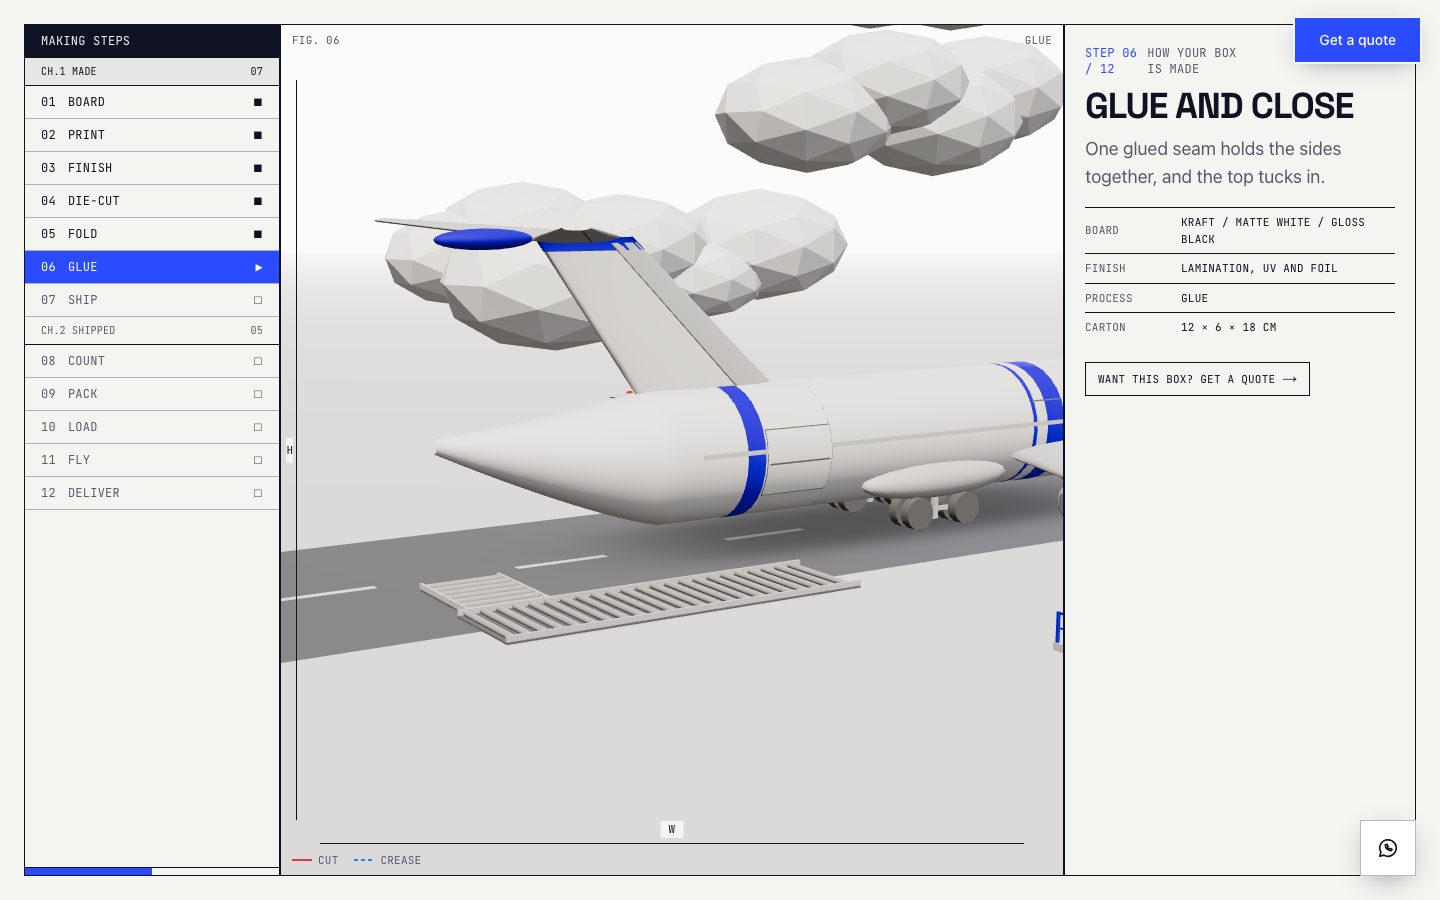 MAKING STEPS
CH.1 MADE 07
01 BOARD
02 PRINT
03 FINISH
04 DIE-CUT
05 FOLD
06 GLUE
07 SHIP
CH.2 SHIPPED 05
08 COUNT
09 PACK
10 LOAD
11 FLY
12 DELIVER
FIG. 06
GLUE
H
W
CUT
CREASE
Get a quote
STEP 06 / 12
HOW YOUR BOX IS MADE
GLUE AND CLOSE
One glued seam holds the sides
together, and the top tucks in.
BOARD KRAFT / MATTE WHITE / GLOSS
BLACK
FINISH LAMINATION, UV AND FOIL
PROCESS GLUE
CARTON 12 × 6 × 18 CM
WANT THIS BOX? GET A QUOTE →